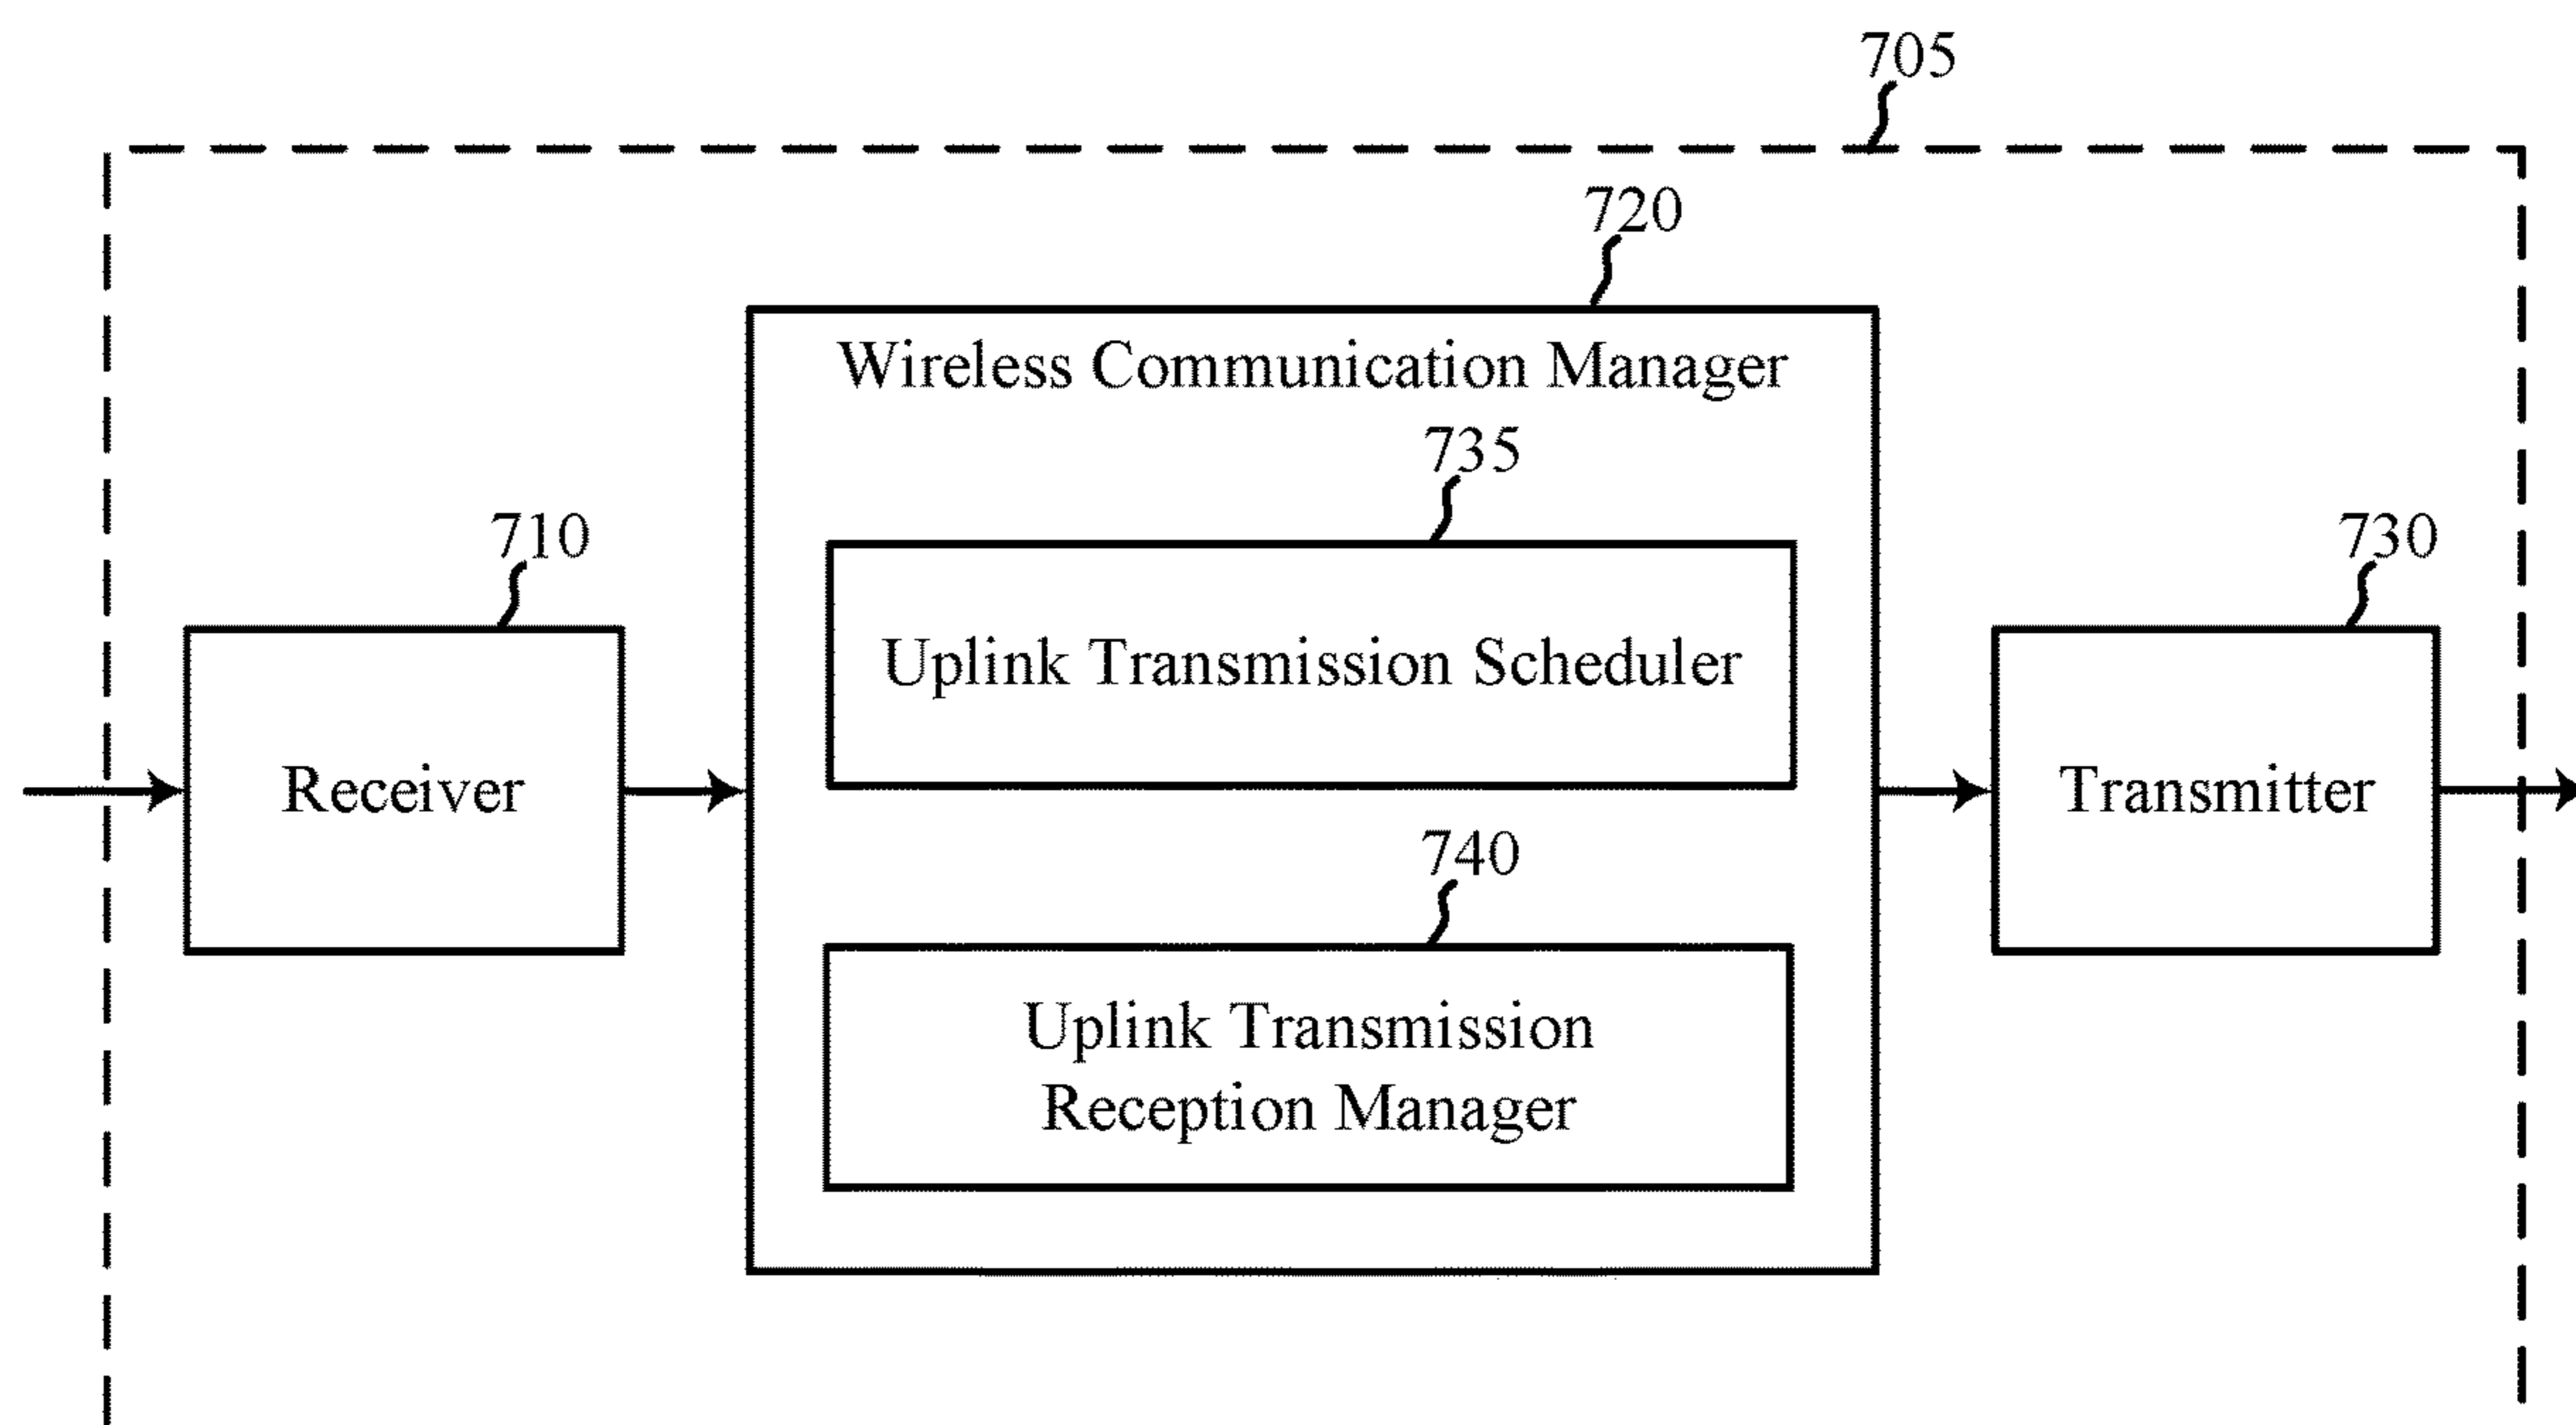 705
720
Wireless Communication Manager
735
710
730
Uplink Transmission Scheduler
Receiver
Transmitter
740
Uplink Transmission
Reception Manager